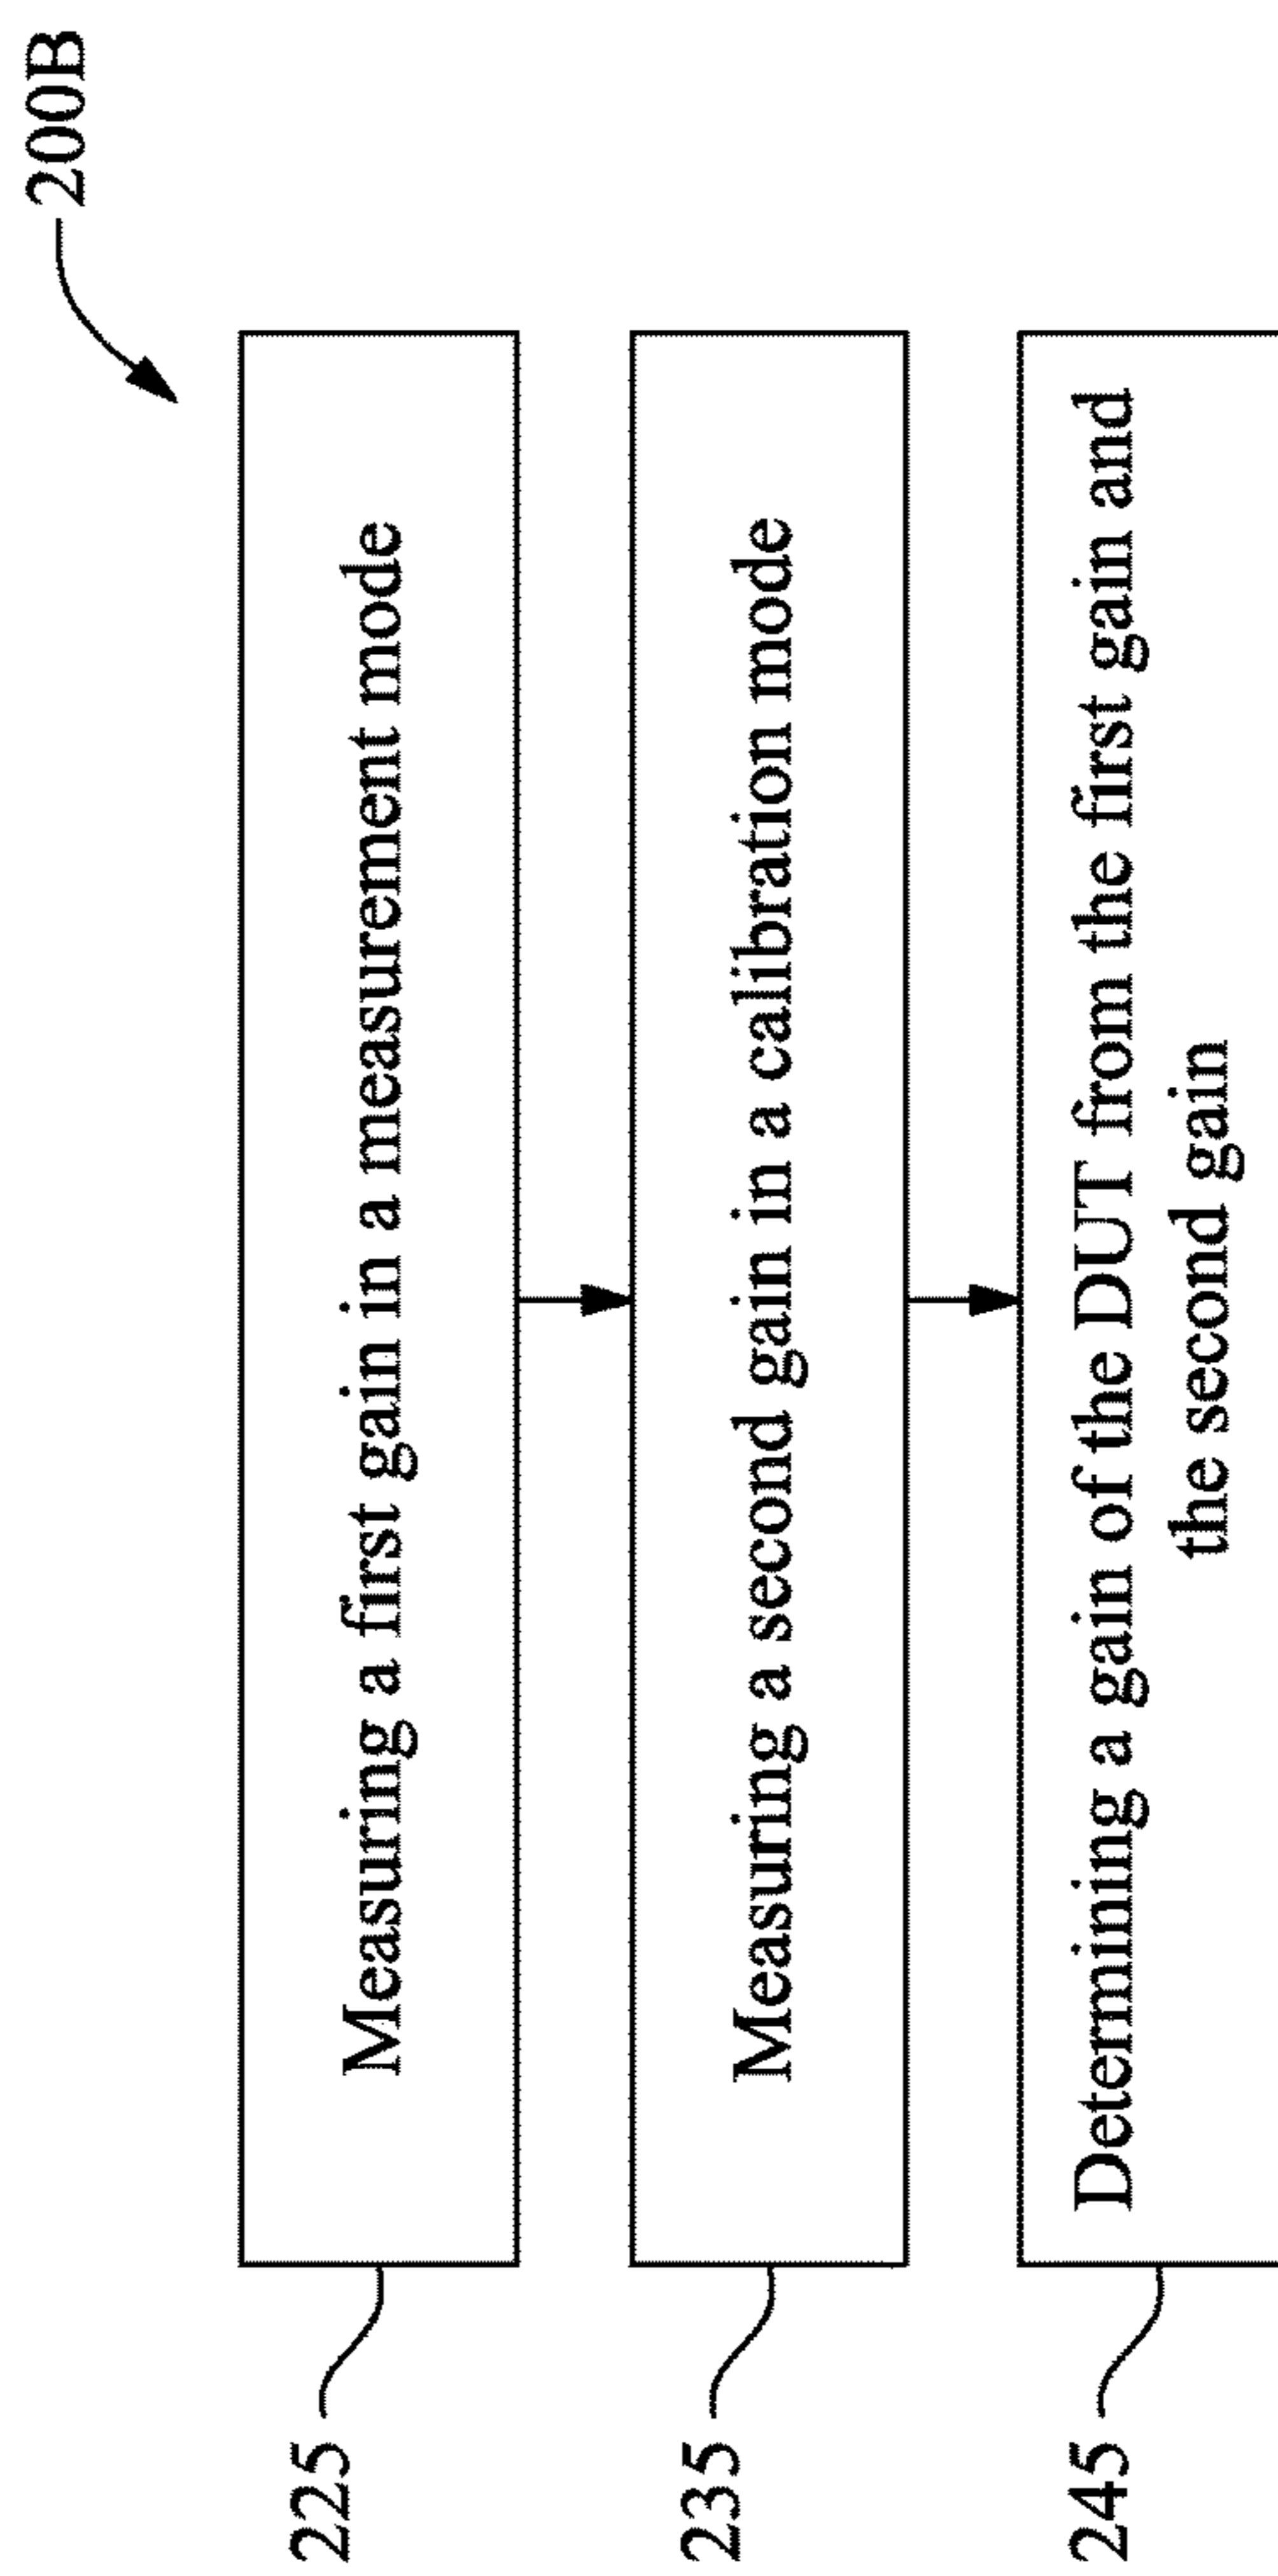 200B
225
Measuring a first gain in a measurement mode
235
Measuring a second gain in a calibration mode
245
Determining a gain of the DUT from the first gain and
the second gain